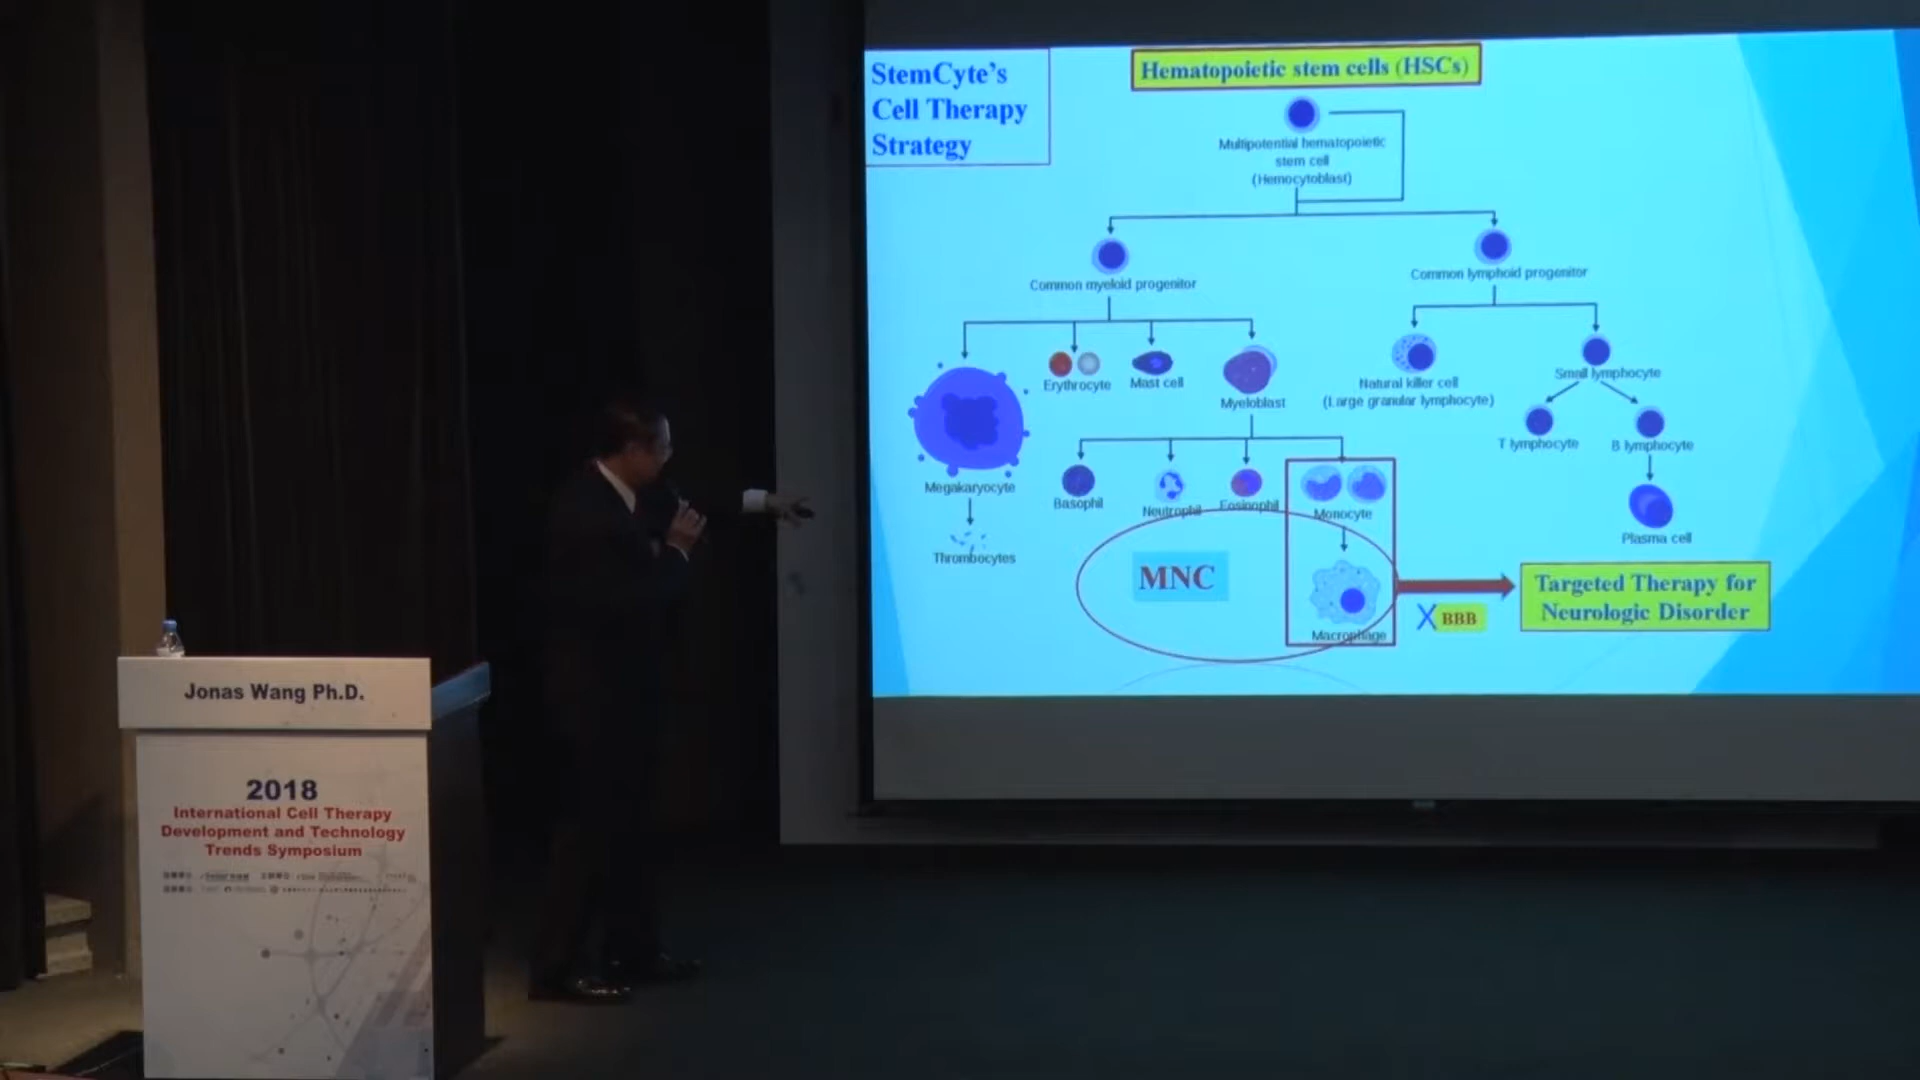 StemCyte's
Cell Therapy
Strategy
Hematopoietic stem cells (HSCs)
Multipotential hematopoietic
stem cell
(Hemocytoblast)
Common myeloid progenitor
Common lymphoid progenitor
Erythrocyte
Mast cell
Myeloblast
Natural killer cell
(Large granular lymphocyte)
Small lymphocyte
T lymphocyte
B lymphocyte
Megakaryocyte
Basophil
Neutrophil
Eosinophil
Monocyte
Plasma cell
Thrombocytes
MNC
Macrophage
X BBB
Targeted Therapy for
Neurologic Disorder
Jonas Wang Ph.D.
2018
International Cell Therapy
Development and Technology
Trends Symposium